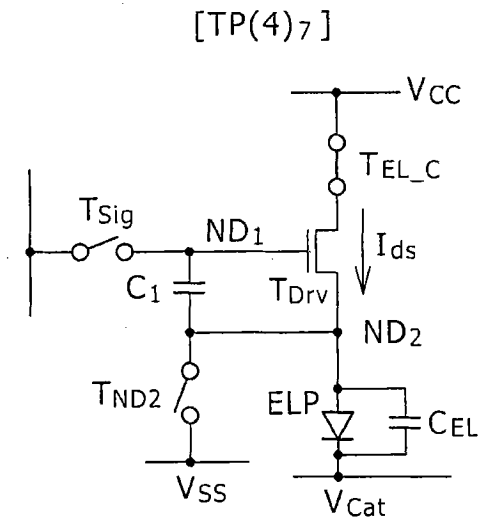 [TP(4)7]
VCC
TEL_C
TSig
ND1
Ids
C1
TDrv
ND2
TND2
ELP
CEL
VSS
VCat